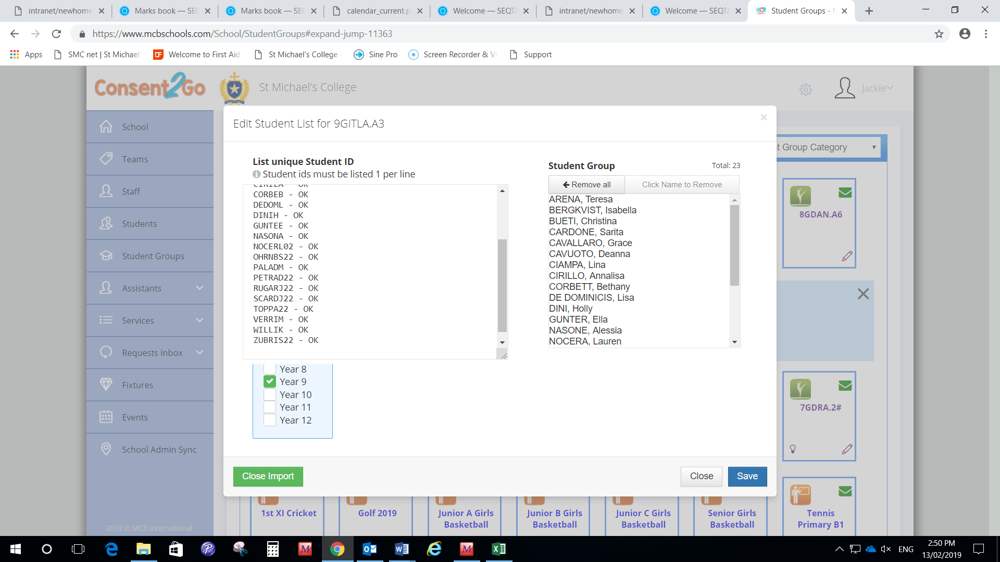 intranet/newhome
Marks book — SEQ
Marks book — SEQ
calendar_current.p
Welcome — SEQTA
intranet/newhome
Welcome — SEQTA
Student Groups - M
https://www.mcbschools.com/School/StudentGroups#expand-jump-11363
Apps
SMC net | St Michael'
DF
Welcome to First Aid
St Michael's College -
Sine Pro
Screen Recorder & Vi
Support
Consent2Go
St Michael's College
Jackie
School
Teams
Staff
Students
Student Groups
Assistants
Services
Requests Inbox
Fixtures
Events
School Admin Sync
2019 © MCB International
Edit Student List for 9GITLA.A3
×
List unique Student ID
Student ids must be listed 1 per line
CIRILA - OK
CORBEB - OK
DEDOML - OK
DINIH - OK
GUNTEE - OK
NASONA - OK
NOCERL02 - OK
OHRNBS22 - OK
PALADM - OK
PETRAD22 - OK
RUGARJ22 - OK
SCARDJ22 - OK
TOPPA22 - OK
VERRIM - OK
WILLIK - OK
ZUBRIS22 - OK
Year 8
Year 9
Year 10
Year 11
Year 12
Student Group
Total: 23
Remove all
Click Name to Remove
ARENA, Teresa
BERGKVIST, Isabella
BUETI, Christina
CARDONE, Sarita
CAVALLARO, Grace
CAVUOTO, Deanna
CIAMPA, Lina
CIRILLO, Annalisa
CORBETT, Bethany
DE DOMINICIS, Lisa
DINI, Holly
GUNTER, Ella
NASONE, Alessia
NOCERA, Lauren
Close Import
Close
Save
t Group Category
8GDAN.A6
7GDRA.2#
1st XI Cricket
Golf 2019
Junior A Girls
Basketball
Junior B Girls
Basketball
Junior C Girls
Basketball
Senior Girls
Basketball
Tennis
Primary B1
ENG
2:50 PM
13/02/2019